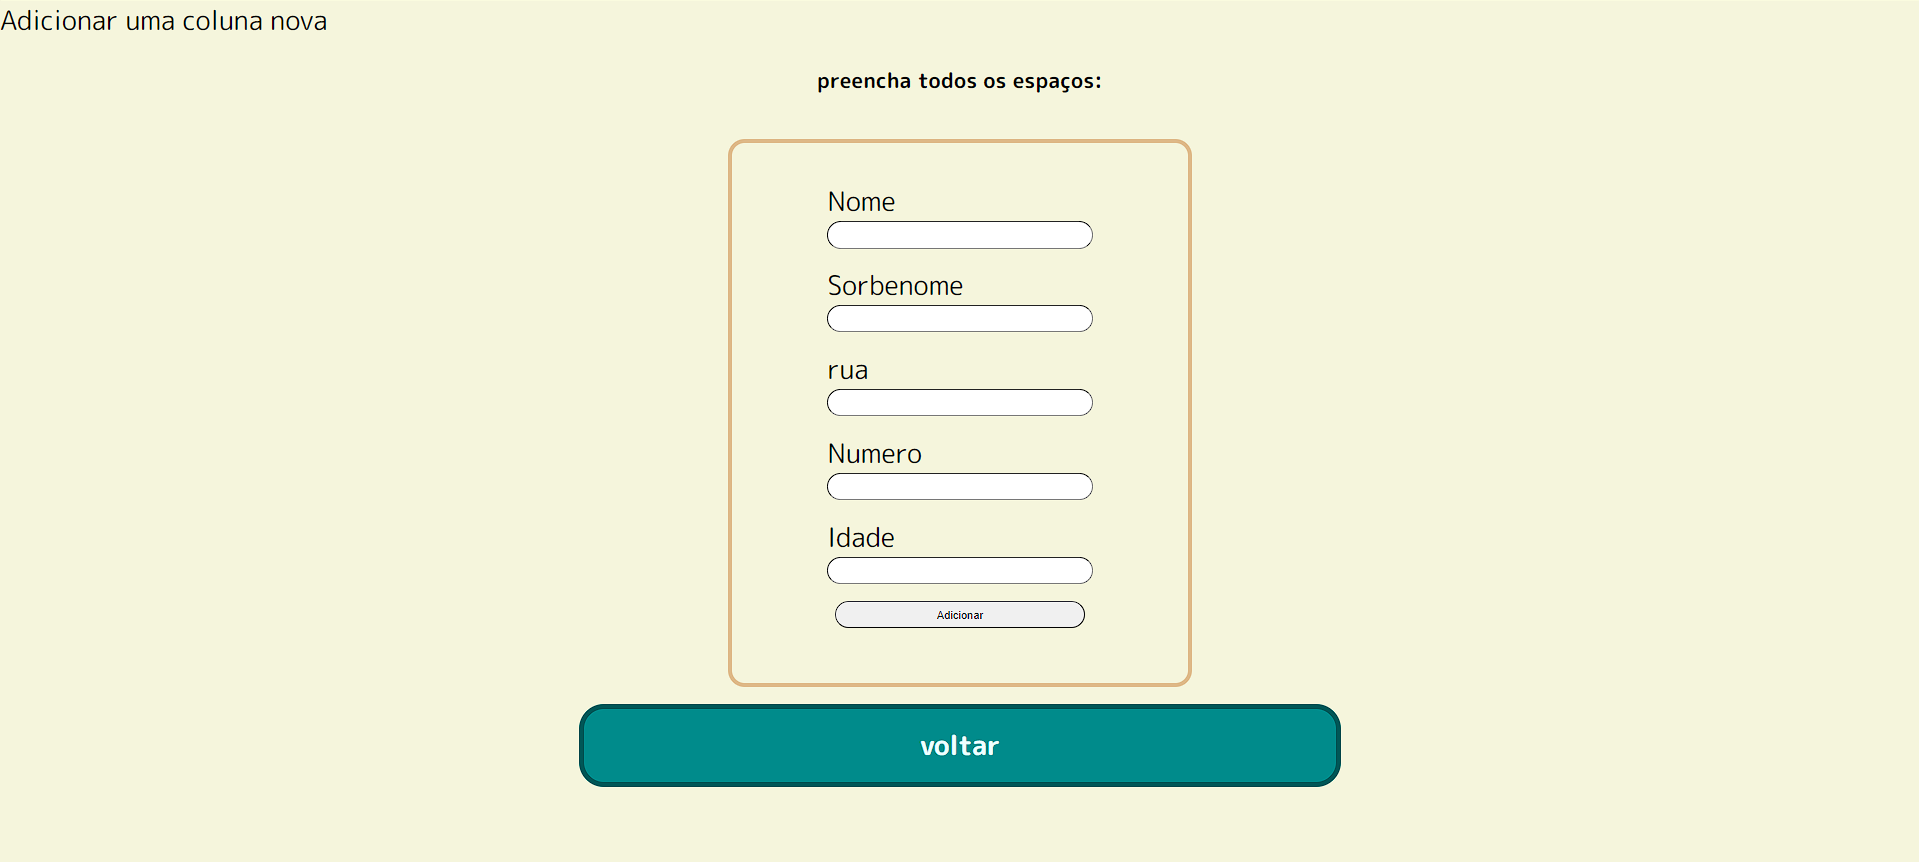 Adicionar uma coluna nova
preencha todos os espaços:
Nome
Sorbenome
rua
Numero
Idade
Adicionar
voltar